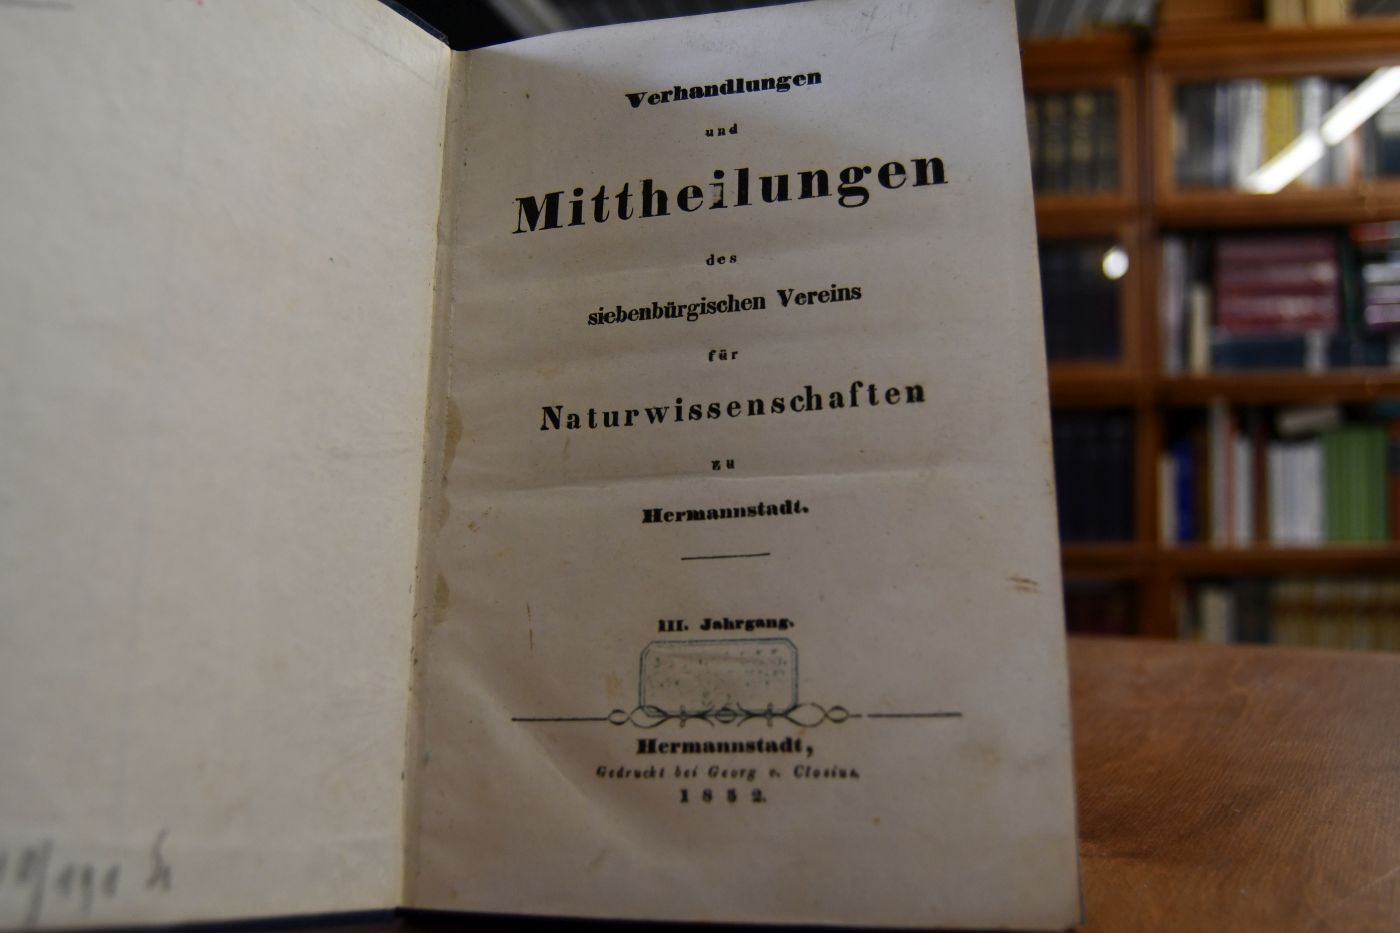 Verhandlungen
und
Mittheilungen
des
siebenbürgischen Vereins
für
Naturwissenschaften
zu
Hermannstadt.
III. Jahrgang.
Hermannstadt,
Gedruckt bei Georg v. Closius,
1852.